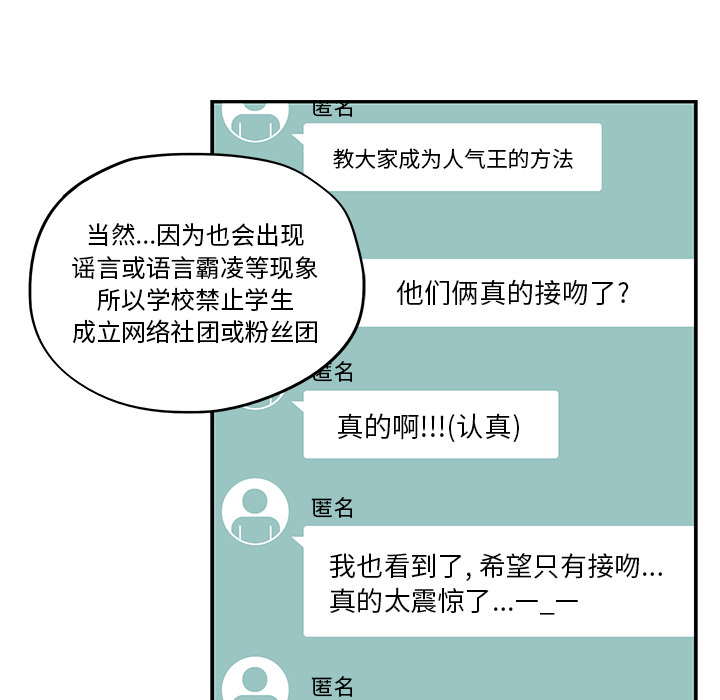 匿名
教大家成为人气王的方法
当然...因为也会出现
谣言或语言霸凌等现象
所以学校禁止学生
成立网络社团或粉丝团
他们俩真的接吻了?
匿名
真的啊!!!(认真)
匿名
我也看到了, 希望只有接吻...
真的太震惊了...ー_ー
匿名